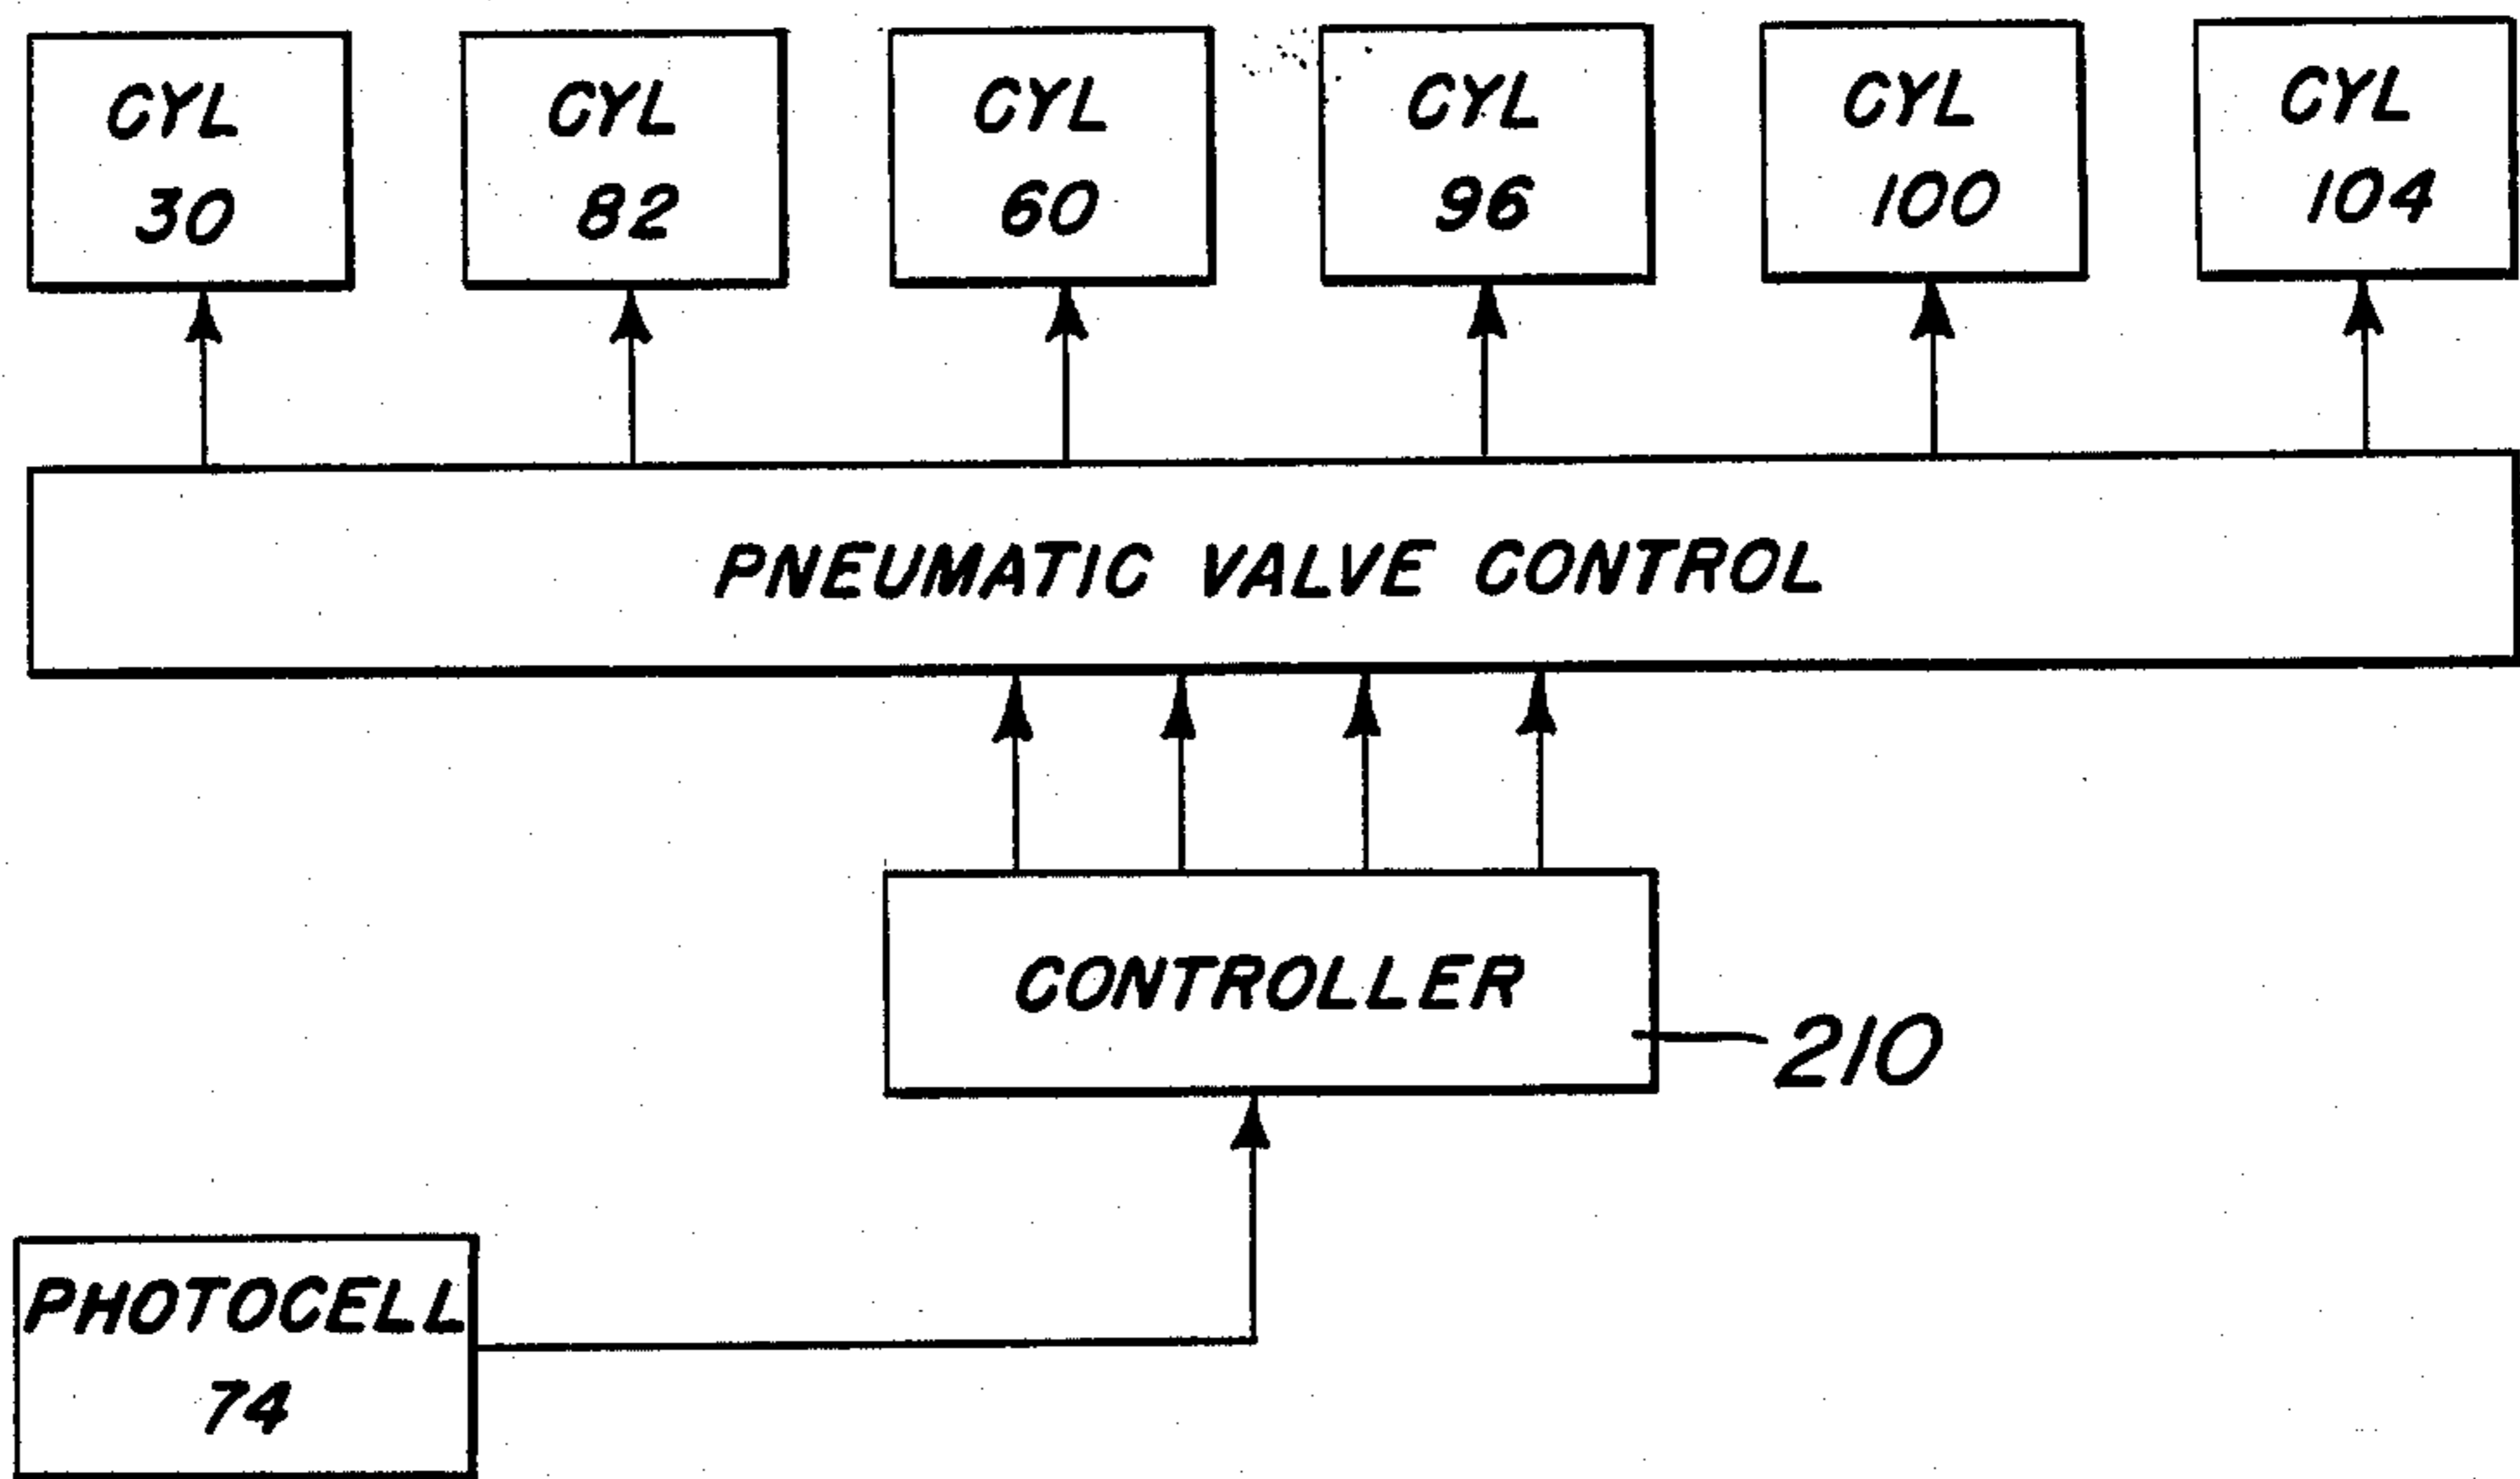 CYL
30
CYL
82
CYL
60
CYL
96
CYL
100
CYL
104
PNEUMATIC VALVE CONTROL
CONTROLLER
210
PHOTOCELL
74